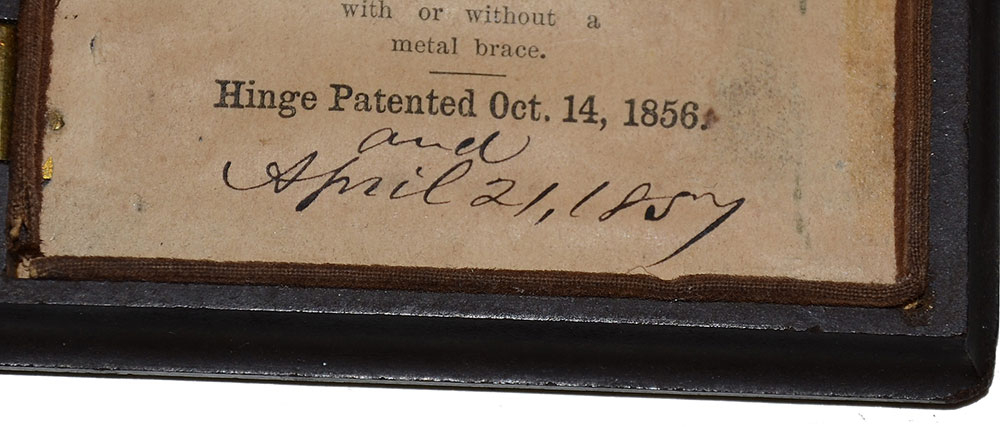 with or without a
metal brace.
Hinge Patented Oct. 14, 1856.
and
April 21, 1857